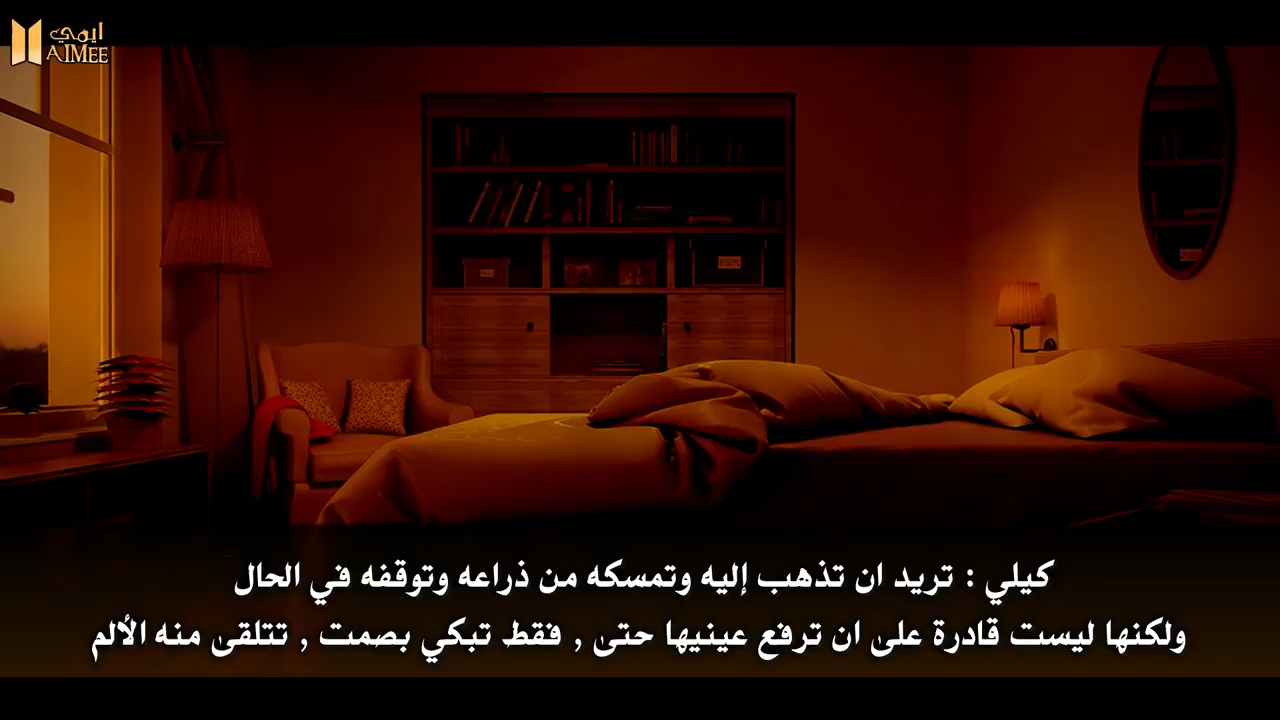 ايمي
AIMEE
كيلي : تريد ان تذهب إليه وتمسكه من ذراعه وتوقفه في الحال
ولكنها ليست قادرة على ان ترفع عينيها حتى , فقط تبكي بصمت , تتلقى منه الألم